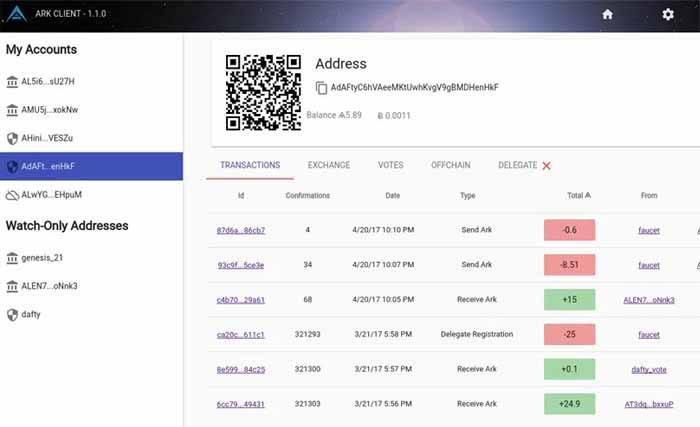 ARK CLIENT - 1.1.0
My Accounts
AL5i6...sU27H
AMU5j...xokNw
AHini...VESZu
AdAFt...enHkF
ALwYG...EHpuM
Watch-Only Addresses
genesis_21
ALEN7...oNnk3
dafty
Address
AdAFtyC6hVAeeMKtUwhKvgV9gBMDHenHkF
Balance Ѧ5.89 Ƀ 0.0011
TRANSACTIONS EXCHANGE VOTES OFFCHAIN DELEGATE
Id Confirmations Date Type Total Ѧ From
87d6a...86cb7 4 4/20/17 10:10 PM Send Ark -0.6 faucet
93c9f...5ce3e 34 4/20/17 10:07 PM Send Ark -8.51 faucet
c4b70...29a61 68 4/20/17 10:05 PM Receive Ark +15 ALEN7...oNnk3
ca20c...611c1 321293 3/21/17 5:58 PM Delegate Registration -25 faucet
8e599...84c25 321300 3/21/17 5:57 PM Receive Ark +0.1 dafty_vote
6cc79...49431 321303 3/21/17 5:56 PM Receive Ark +24.9 AT3dq...bxxuP